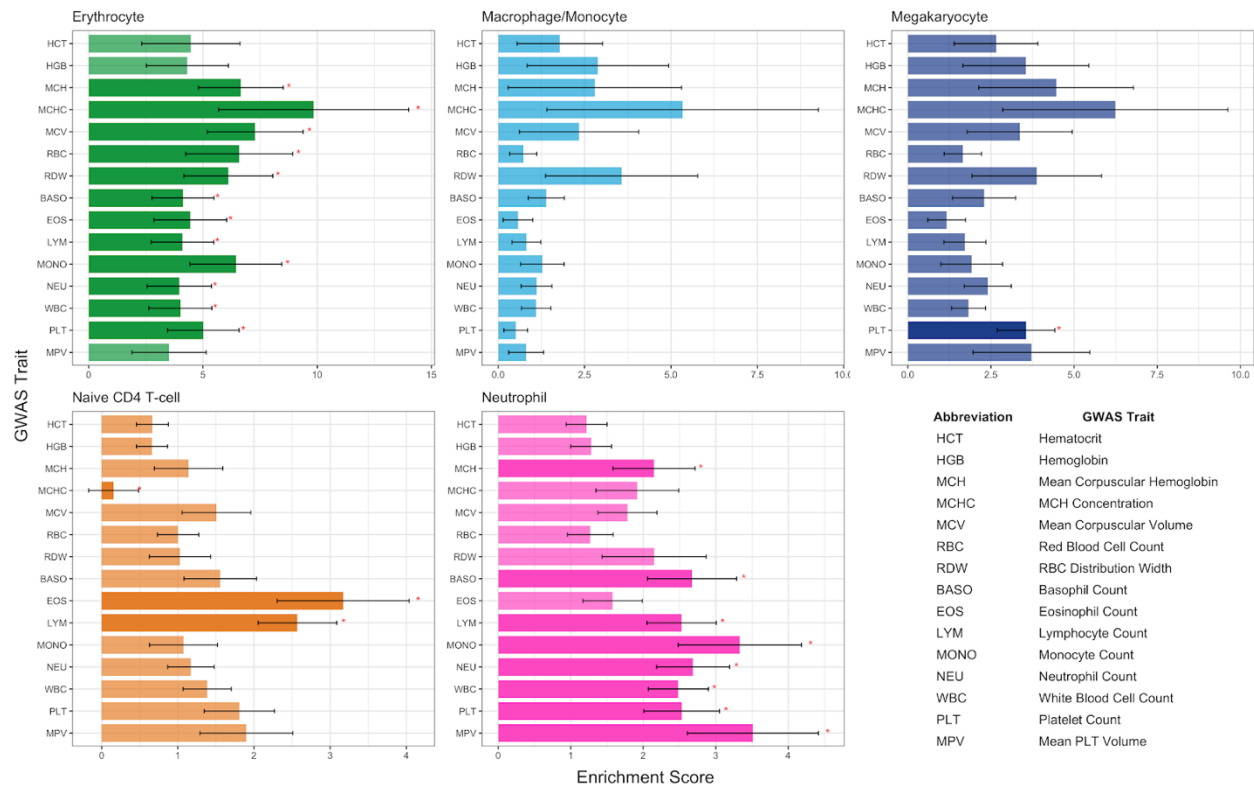 Erythrocyte
HCT
HGB
MCH *
MCHC *
MCV *
RBC *
RDW *
BASO *
EOS *
LYM *
MONO *
NEU *
WBC *
PLT *
MPV
0 5 10 15
Macrophage/Monocyte
HCT
HGB
MCH
MCHC
MCV
RBC
RDW
BASO
EOS
LYM
MONO
NEU
WBC
PLT
MPV
0.0 2.5 5.0 7.5 10.0
Megakaryocyte
HCT
HGB
MCH
MCHC
MCV
RBC
RDW
BASO
EOS
LYM
MONO
NEU
WBC
PLT *
MPV
0.0 2.5 5.0 7.5 10.0
GWAS Trait
Naive CD4 T-cell
HCT
HGB
MCH
MCHC *
MCV
RBC
RDW
BASO
EOS *
LYM *
MONO
NEU
WBC
PLT
MPV
0 1 2 3 4
Neutrophil
HCT
HGB
MCH *
MCHC
MCV
RBC
RDW
BASO *
EOS
LYM *
MONO *
NEU *
WBC *
PLT *
MPV *
0 1 2 3 4
Enrichment Score
Abbreviation GWAS Trait
HCT Hematocrit
HGB Hemoglobin
MCH Mean Corpuscular Hemoglobin
MCHC MCH Concentration
MCV Mean Corpuscular Volume
RBC Red Blood Cell Count
RDW RBC Distribution Width
BASO Basophil Count
EOS Eosinophil Count
LYM Lymphocyte Count
MONO Monocyte Count
NEU Neutrophil Count
WBC White Blood Cell Count
PLT Platelet Count
MPV Mean PLT Volume